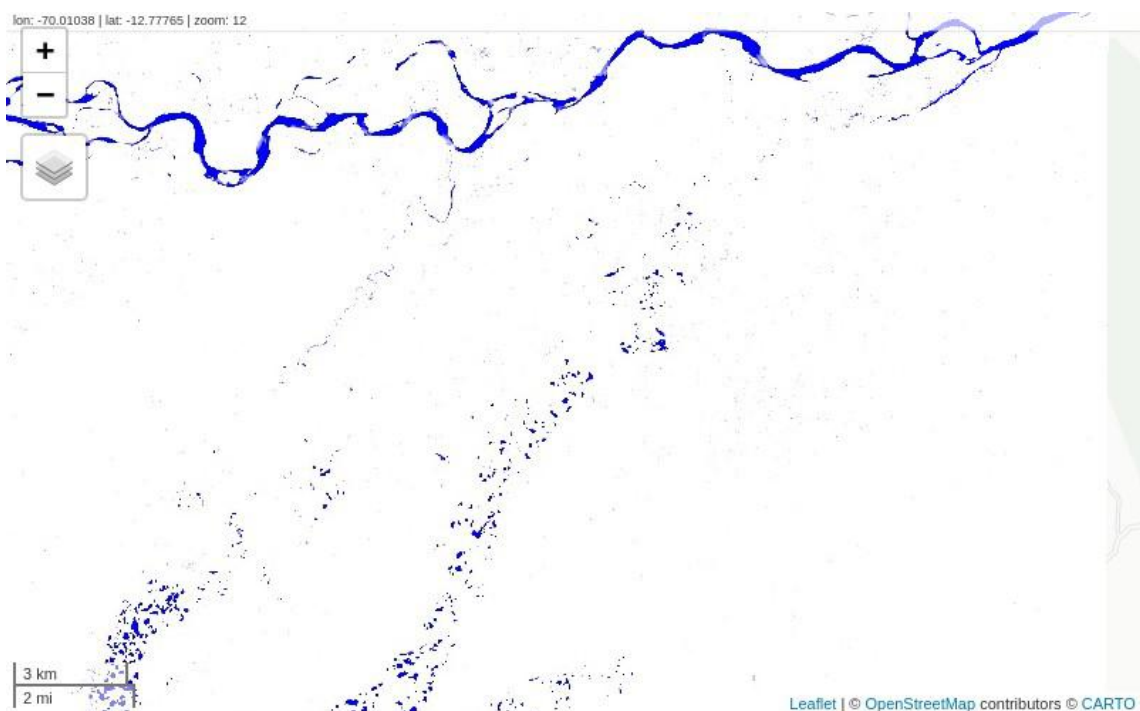 lon: -70.01038 | lat: -12.77765 | zoom: 12
+
−
3 km
2 mi
Leaflet | © OpenStreetMap contributors © CARTO